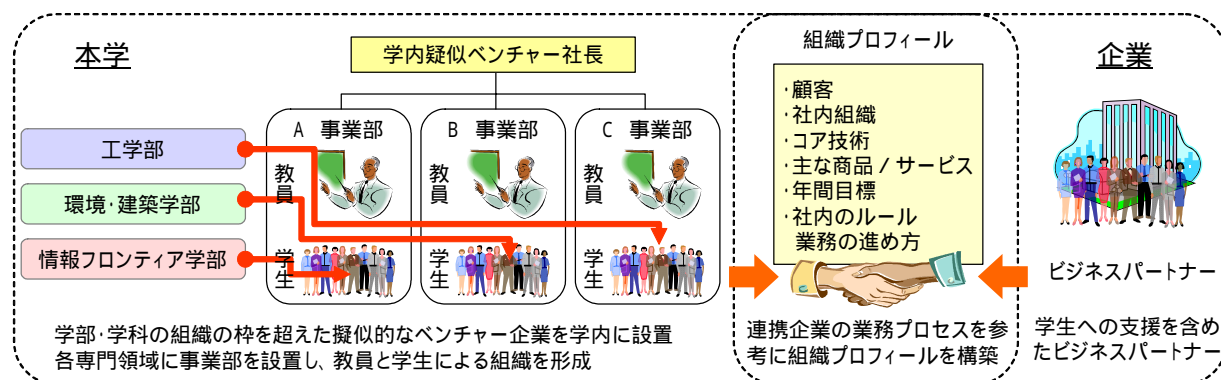 本学
学内疑似ベンチャー社長
A 事業部
B 事業部
C 事業部
教員
教員
教員
学生
学生
学生
工学部
環境・建築学部
情報フロンティア学部
学部・学科の組織の枠を超えた擬似的なベンチャー企業を学内に設置
各専門領域に事業部を設置し、教員と学生による組織を形成
組織プロフィール
・顧客
・社内組織
・コア技術
・主な商品/サービス
・年間目標
・社内のルール
業務の進め方
連携企業の業務プロセスを参
考に組織プロフィールを構築
企業
ビジネスパートナー
学生への支援を含め
たビジネスパートナー